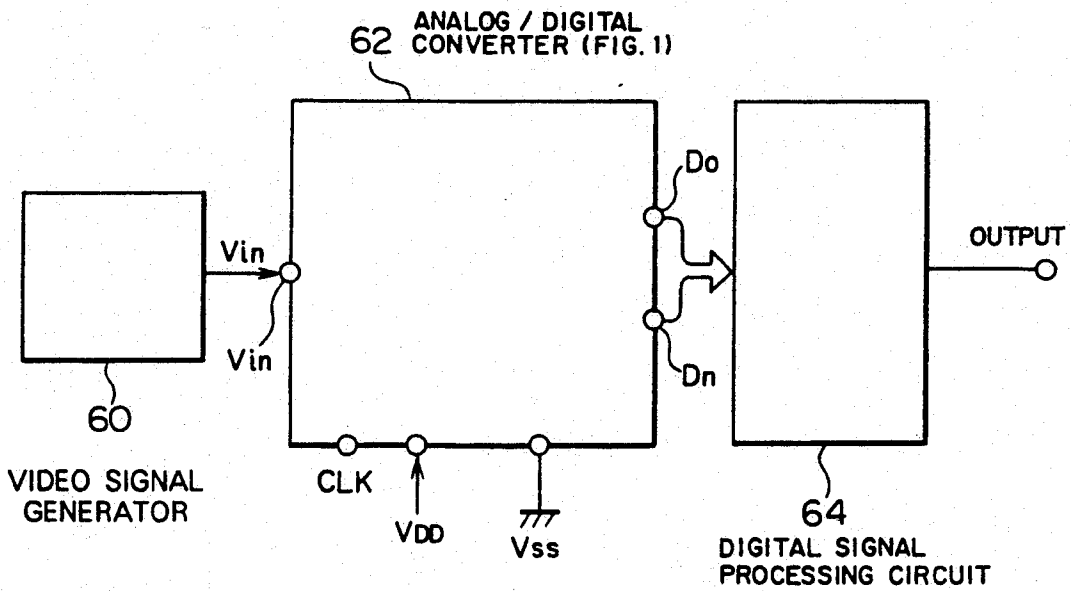 ANALOG / DIGITAL
62 CONVERTER (FIG. 1)
Do
Vin
OUTPUT
Vin
Dn
60
CLK
VIDEO SIGNAL
GENERATOR
VDD
Vss
64
DIGITAL SIGNAL
PROCESSING CIRCUIT